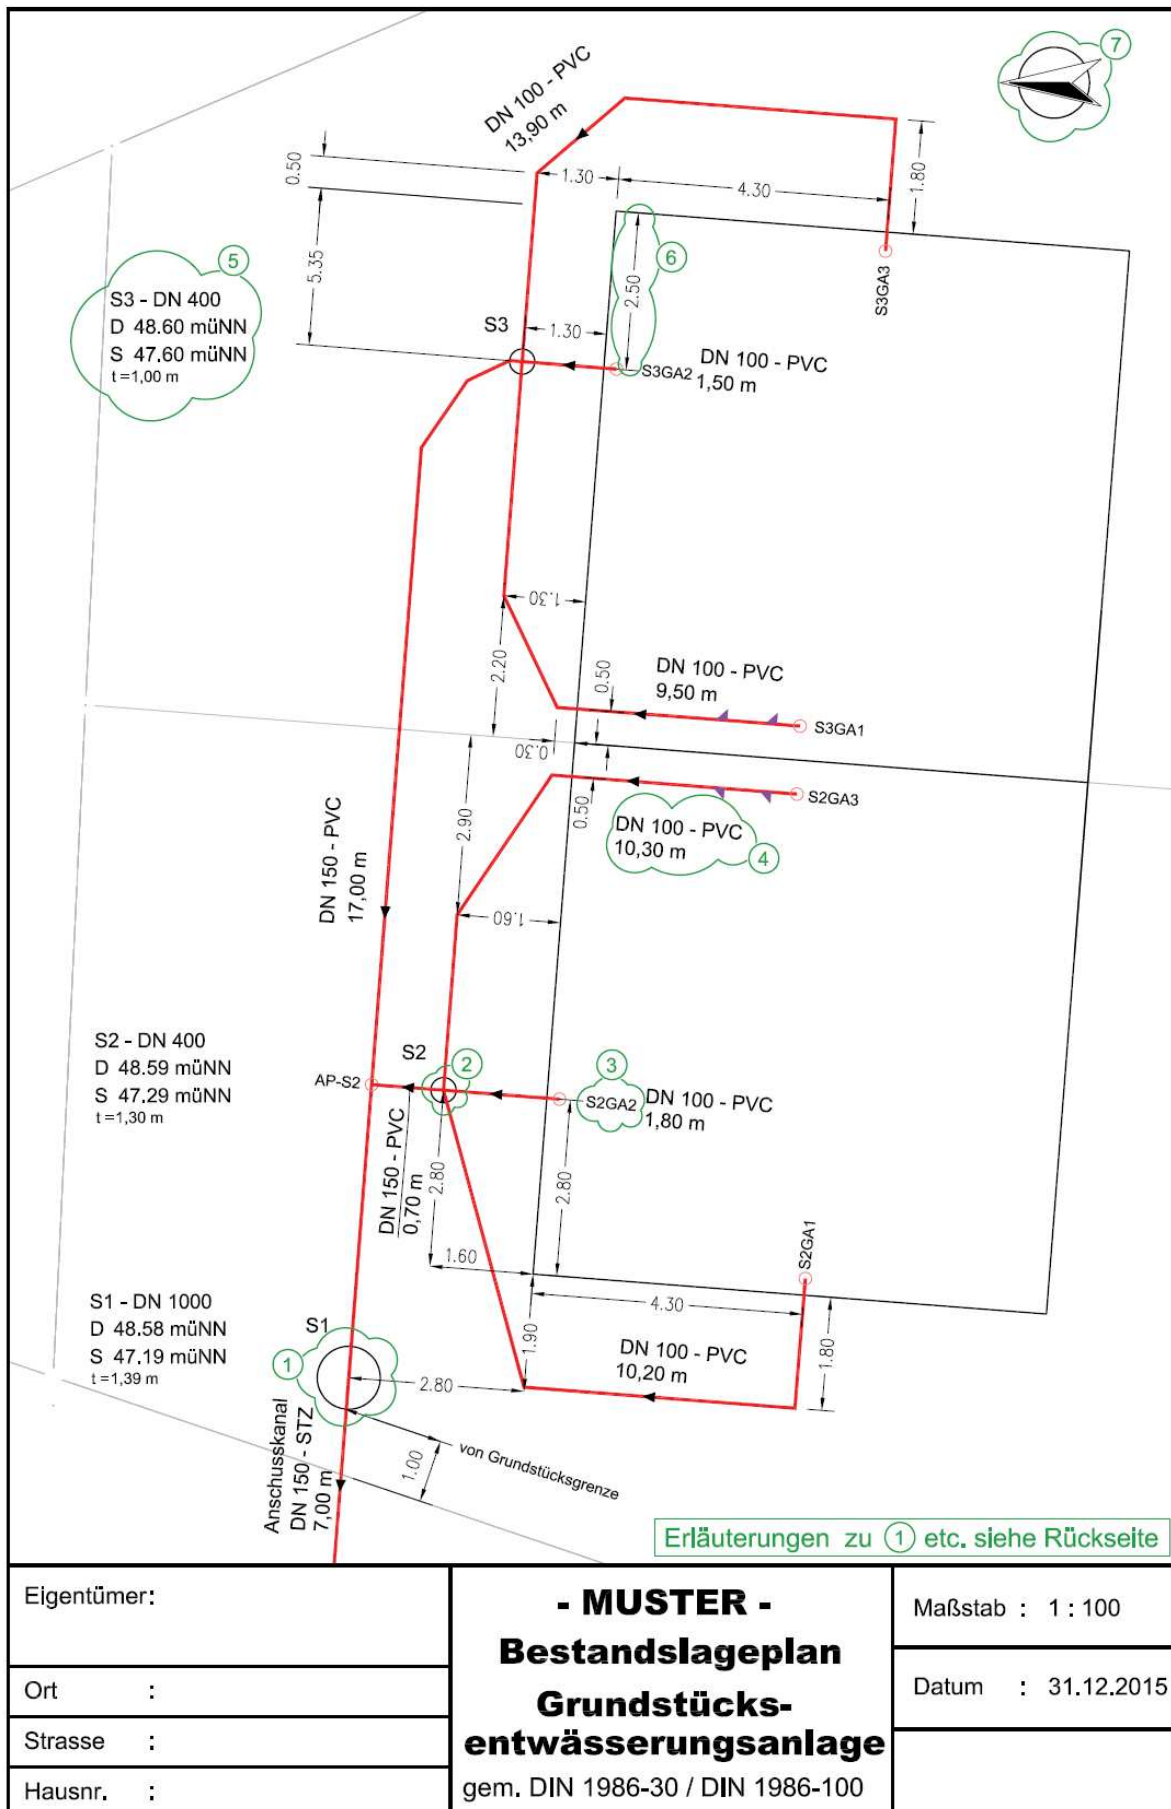 DN 100 - PVC
13,90 m
7
0.50
1.30
4.30
1.80
5.35
5
S3 - DN 400
D 48.60 müNN
S 47.60 müNN
t=1,00 m
6
2.50
S3GA3
S3
1.30
S3GA2
DN 100 - PVC
1,50 m
1.30
2.20
0.50
DN 100 - PVC
9,50 m
S3GA1
0.30
S2GA3
0.50
2.90
DN 100 - PVC
10,30 m
4
DN 150 - PVC
17,00 m
1.60
S2 - DN 400
D 48.59 müNN
S 47.29 müNN
t=1,30 m
S2
2
3
AP-S2
S2GA2
DN 100 - PVC
1,80 m
DN 150 - PVC
0,70 m
2.80
2.80
1.60
S2GA1
S1 - DN 1000
D 48.58 müNN
S 47.19 müNN
t=1,39 m
S1
1
4.30
1.90
1.80
DN 100 - PVC
10,20 m
2.80
Anschusskanal
DN 150 - STZ
7,00 m
1.00
von Grundstücksgrenze
Erläuterungen zu 1 etc. siehe Rückseite
Eigentümer:
Ort :
Strasse :
Hausnr. :
- MUSTER -
Bestandslageplan
Grundstücks-
entwässerungsanlage
gem. DIN 1986-30 / DIN 1986-100
Maßstab : 1 : 100
Datum : 31.12.2015